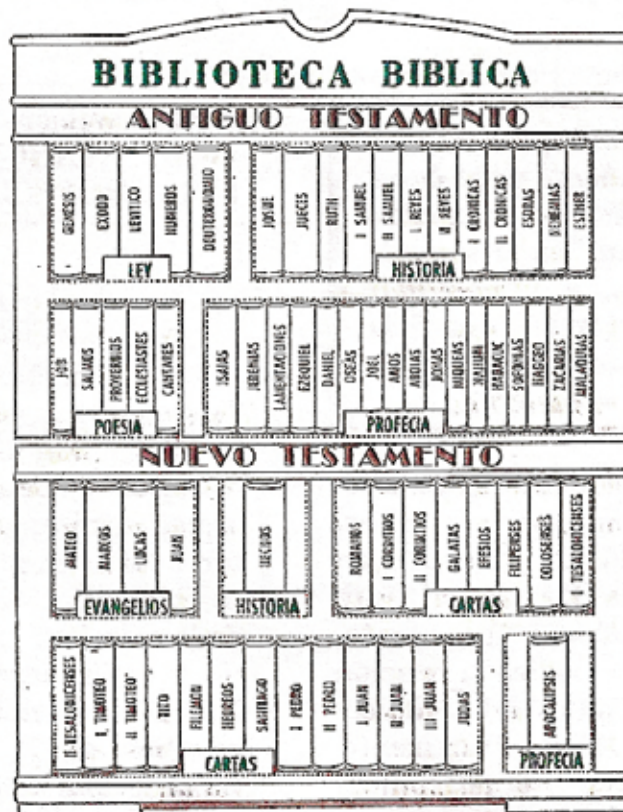 BIBLIOTECA BIBLICA
ANTIGUO TESTAMENTO
GENESIS
EXODO
LEVITICO
NUMEROS
DEUTERONOMIO
LEY
JOSUE
JUECES
RUTH
I SAMUEL
II SAMUEL
I REYES
II REYES
I CRONICAS
II CRONICAS
ESDRAS
NEHEMIAS
ESTHER
HISTORIA
JOB
SALMOS
PROVERBIOS
ECCLESIASTES
CANTARES
POESIA
ISAIAS
JEREMIAS
LAMENTACIONES
EZEQUIEL
DANIEL
OSEAS
JOEL
AMOS
ABDIAS
JONAS
MIQUEAS
NAHUM
HABACUC
SOFONIAS
HAGGEO
ZACARIAS
MALAQUIAS
PROFECIA
NUEVO TESTAMENTO
MATEO
MARCOS
LUCAS
JUAN
EVANGELIOS
HECHOS
HISTORIA
ROMANOS
I CORINTIOS
II CORINTIOS
GALATAS
EFESIOS
FILIPENSES
COLOSENSES
I TESALONICENSES
CARTAS
II TESALONICENSES
I TIMOTEO
II TIMOTEO
TITO
FILEMON
HEBREOS
SANTIAGO
I PEDRO
II PEDRO
I JUAN
II JUAN
III JUAN
JUDAS
CARTAS
APOCALIPSIS
PROFECIA